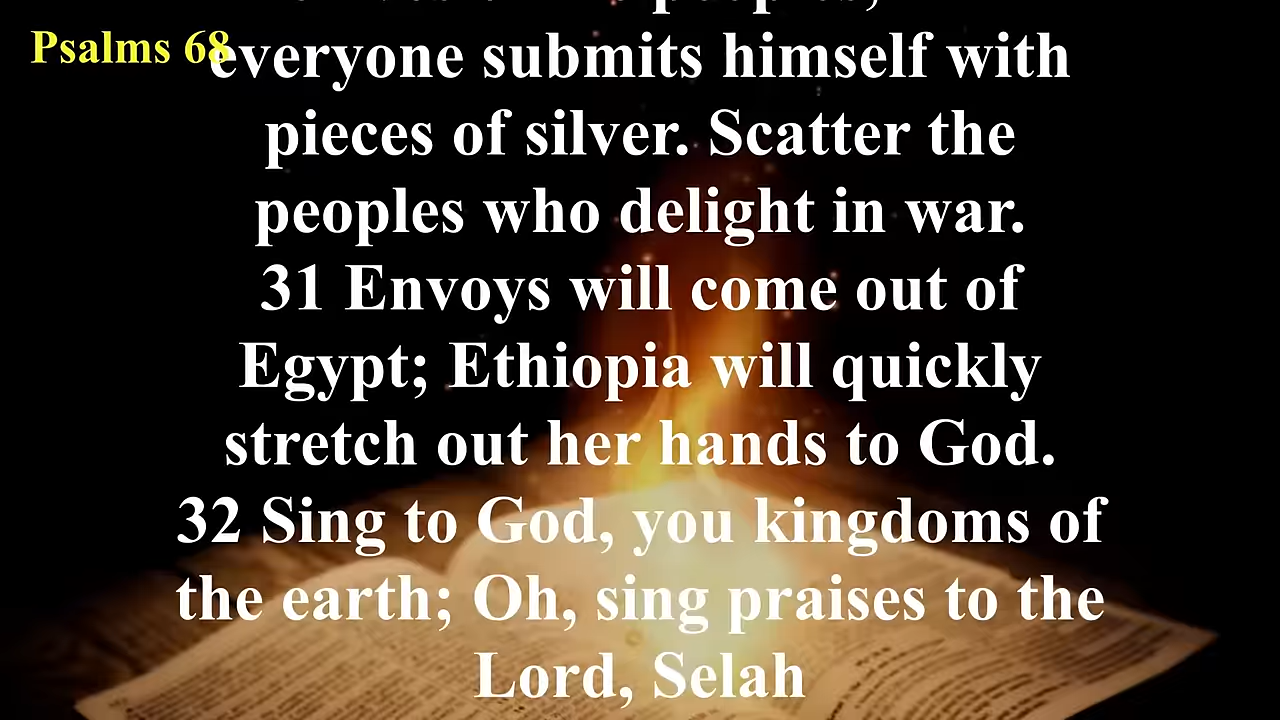 Psalms 68
everyone submits himself with
pieces of silver. Scatter the
peoples who delight in war.
31 Envoys will come out of
Egypt; Ethiopia will quickly
stretch out her hands to God.
32 Sing to God, you kingdoms of
the earth; Oh, sing praises to the
Lord, Selah